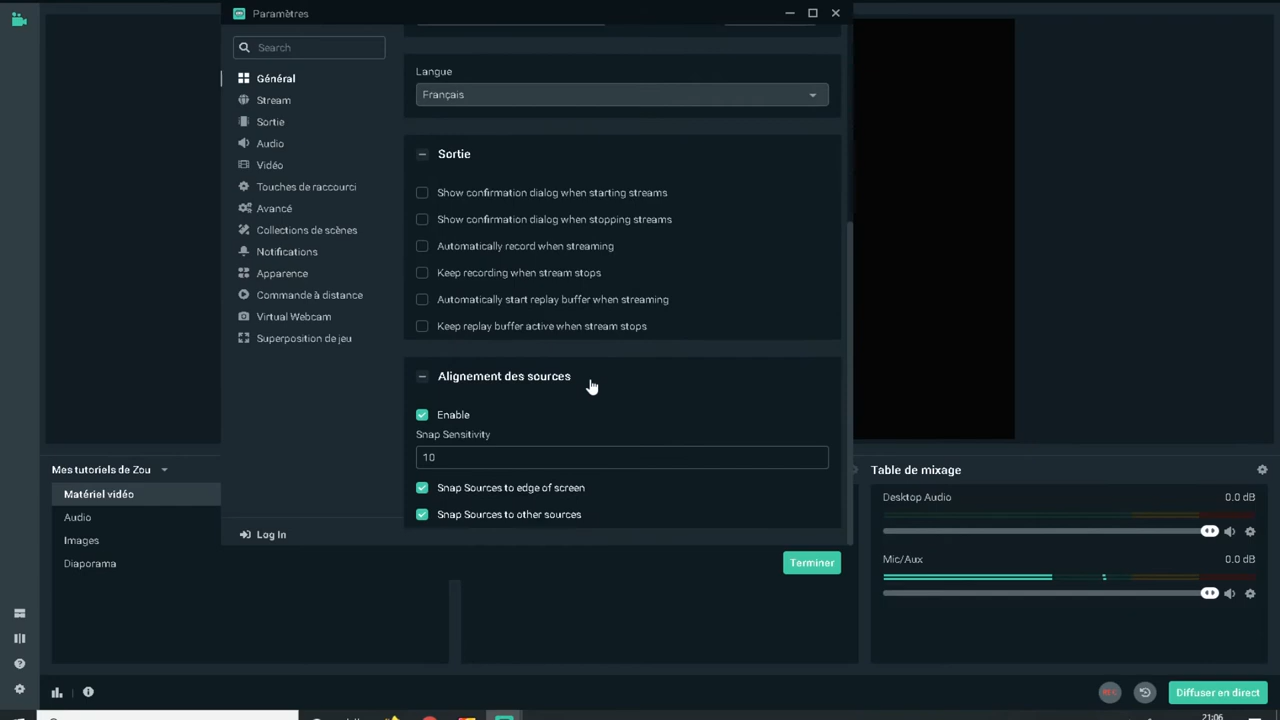 Paramètres
Search
Général
Stream
Sortie
Audio
Vidéo
Touches de raccourci
Avancé
Collections de scènes
Notifications
Apparence
Commande à distance
Virtual Webcam
Superposition de jeu
Log In
Langue
Français
Sortie
Show confirmation dialog when starting streams
Show confirmation dialog when stopping streams
Automatically record when streaming
Keep recording when stream stops
Automatically start replay buffer when streaming
Keep replay buffer active when stream stops
Alignement des sources
Enable
Snap Sensitivity
10
Snap Sources to edge of screen
Snap Sources to other sources
Terminer
Mes tutoriels de Zou
Matériel vidéo
Audio
Images
Diaporama
Table de mixage
Desktop Audio 0.0 dB
Mic/Aux 0.0 dB
REC
Diffuser en direct
21:06